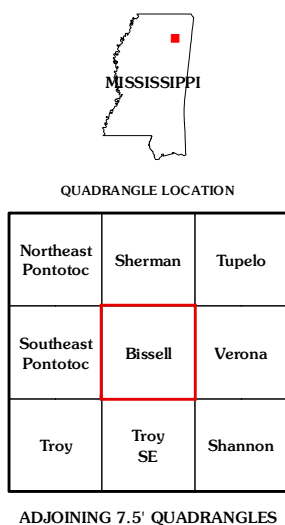 MISSISSIPPI
QUADRANGLE LOCATION
Northeast
Pontotoc
Sherman
Tupelo
Southeast
Pontotoc
Bissell
Verona
Troy
Troy
SE
Shannon
ADJOINING 7.5' QUADRANGLES